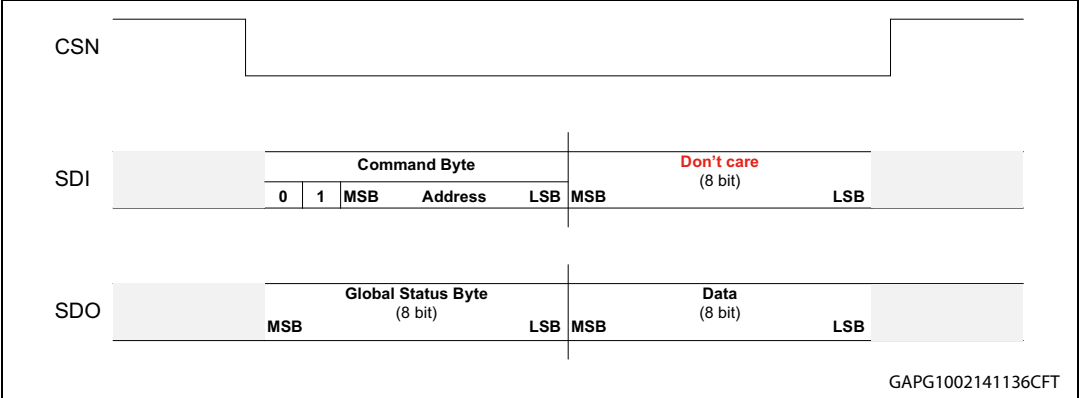 CSN
SDI
Command Byte
Don't care
(8 bit)
0 1 MSB Address LSB MSB LSB
SDO
Global Status Byte
Data
(8 bit)
(8 bit)
MSB LSB MSB LSB
GAPG1002141136CFT